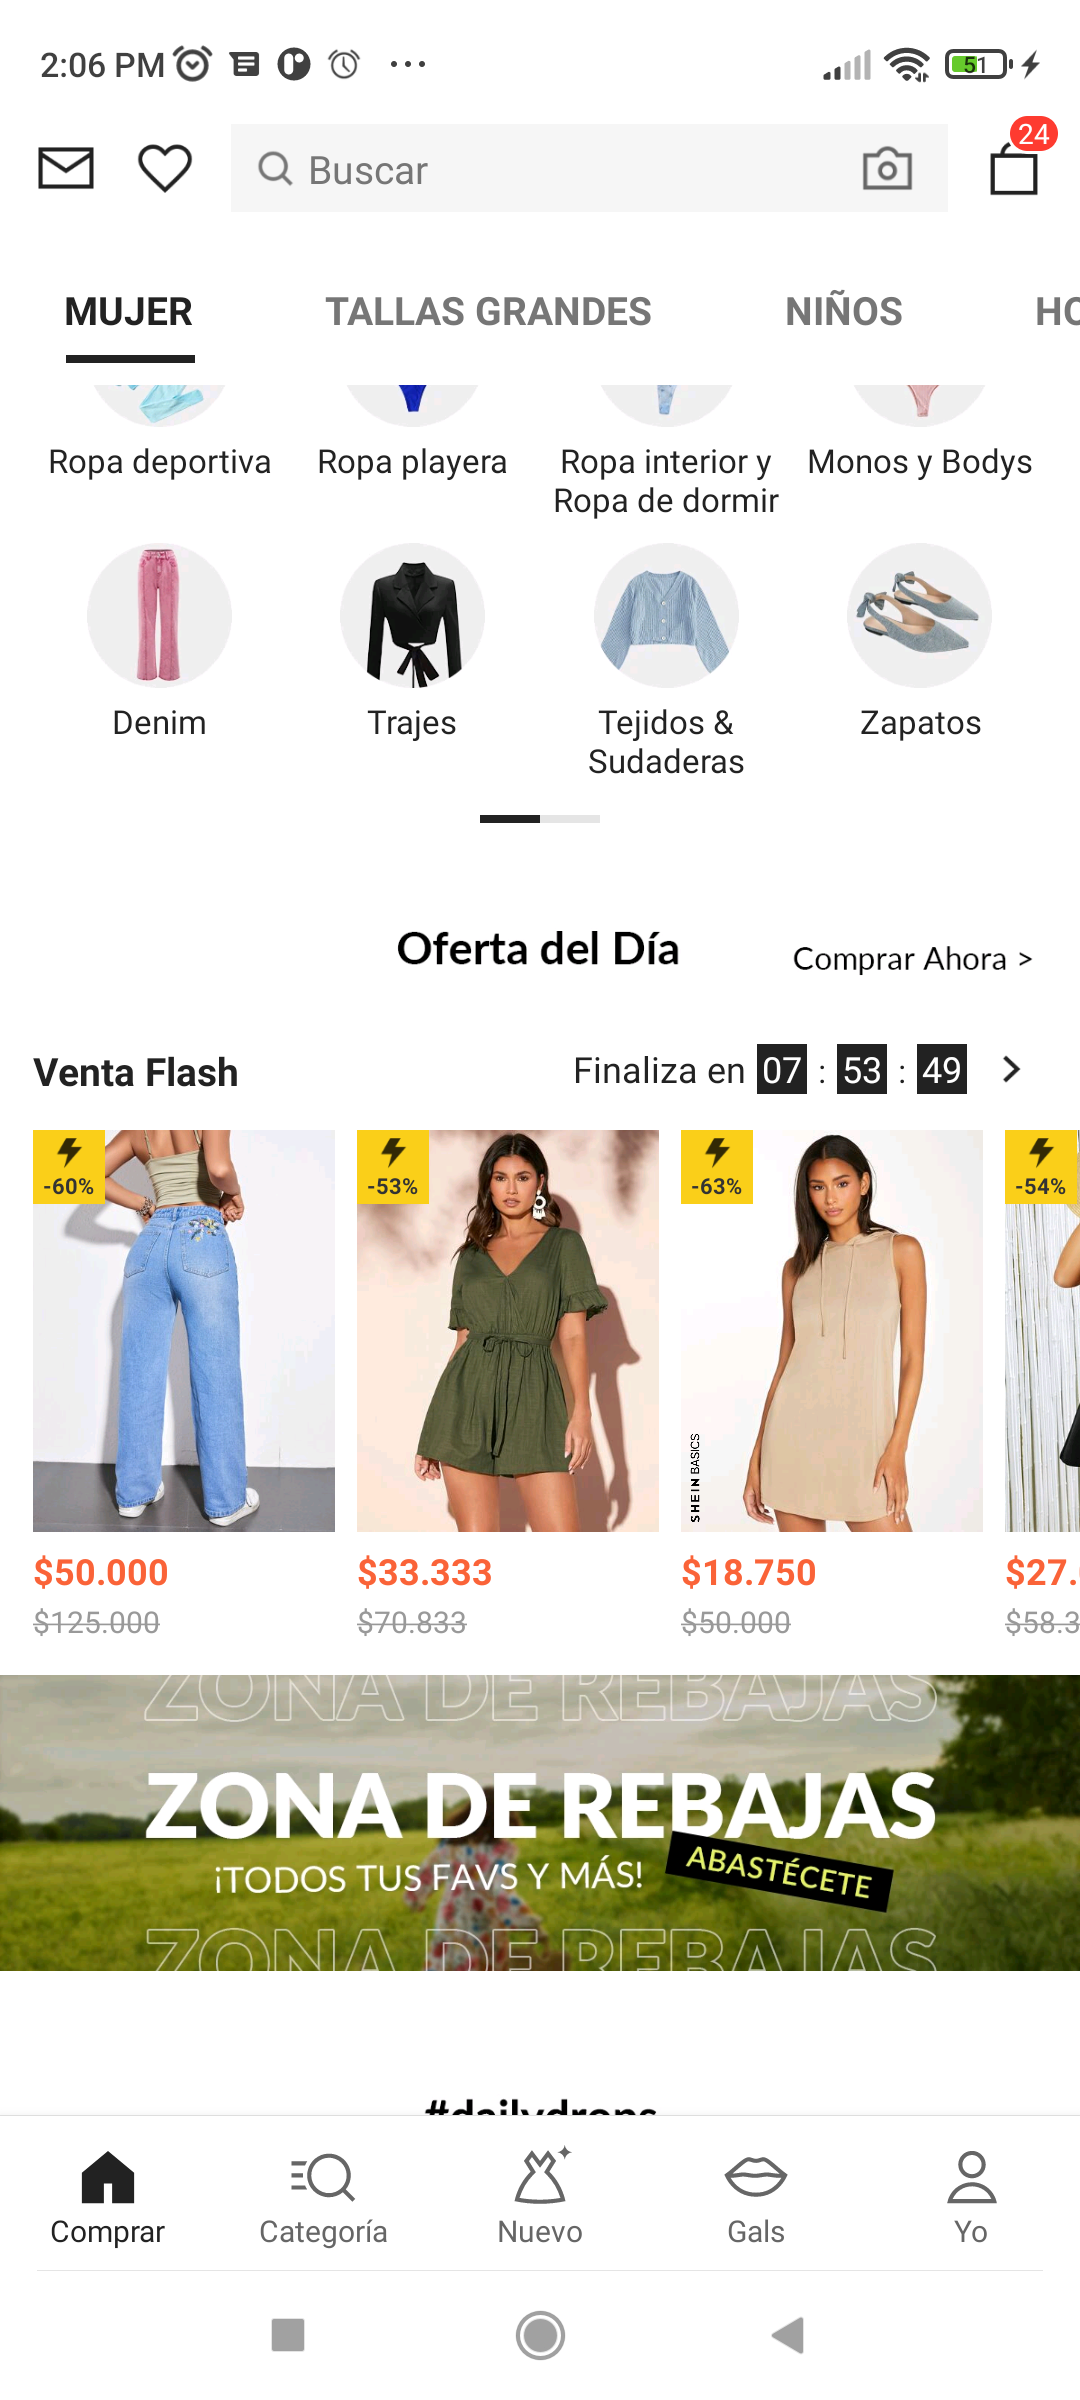 2:06 PM
51
24
Buscar
MUJER
TALLAS GRANDES
NIÑOS
HO
Ropa deportiva
Ropa playera
Ropa interior y
Ropa de dormir
Monos y Bodys
Denim
Trajes
Tejidos &
Sudaderas
Zapatos
Oferta del Día
Comprar Ahora >
Venta Flash
Finaliza en 07 : 53 : 49
-60%
-53%
-63%
-54%
SHEIN BASICS
$50.000
$33.333
$18.750
$27.
$125.000
$70.833
$50.000
$58.3
ZONA DE REBAJAS
ZONA DE REBAJAS
¡TODOS TUS FAVS Y MÁS!
ABASTÉCETE
ZONA DE REBAJAS
#dailydrops
Comprar
Categoría
Nuevo
Gals
Yo